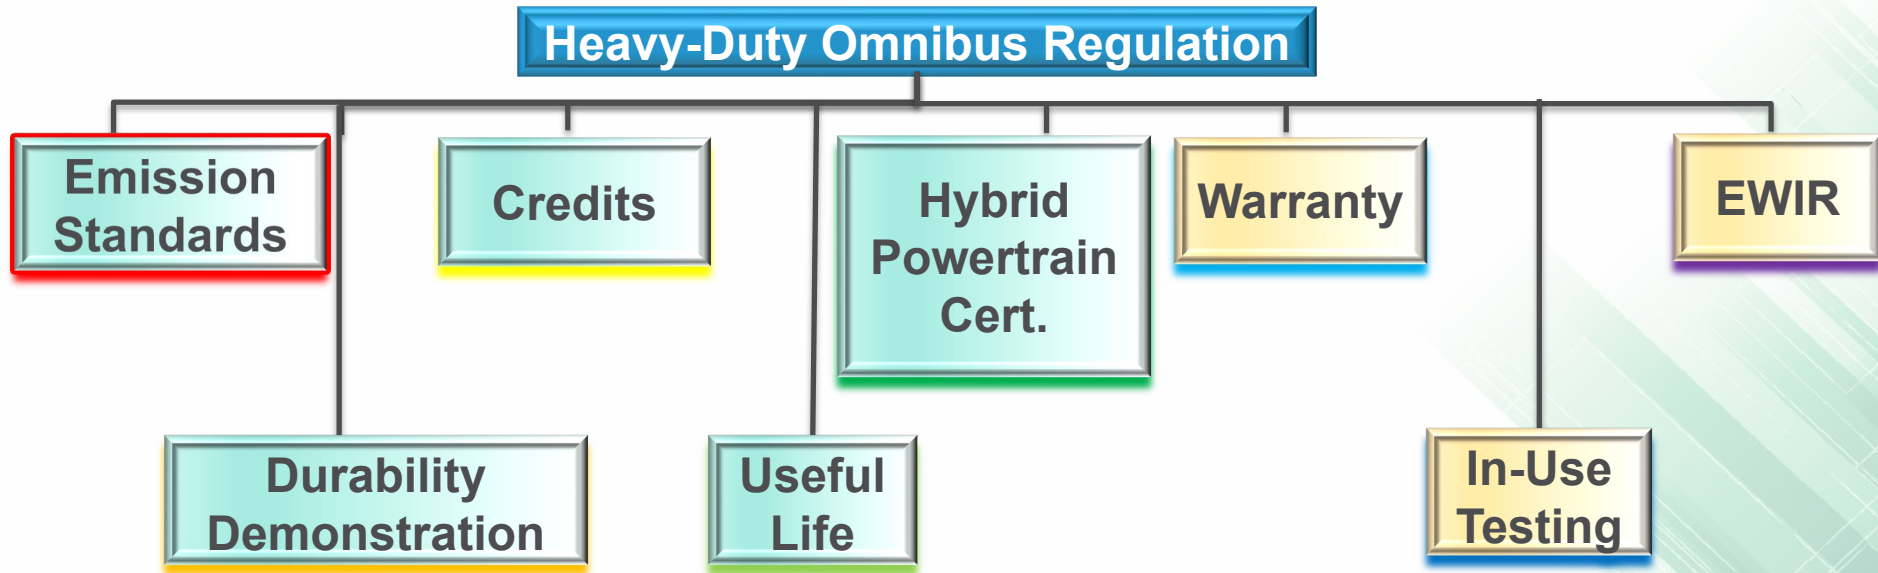 Heavy-Duty Omnibus Regulation
Emission
Standards
Credits
Hybrid
Powertrain
Cert.
Warranty
EWIR
Durability
Demonstration
Useful
Life
In-Use
Testing